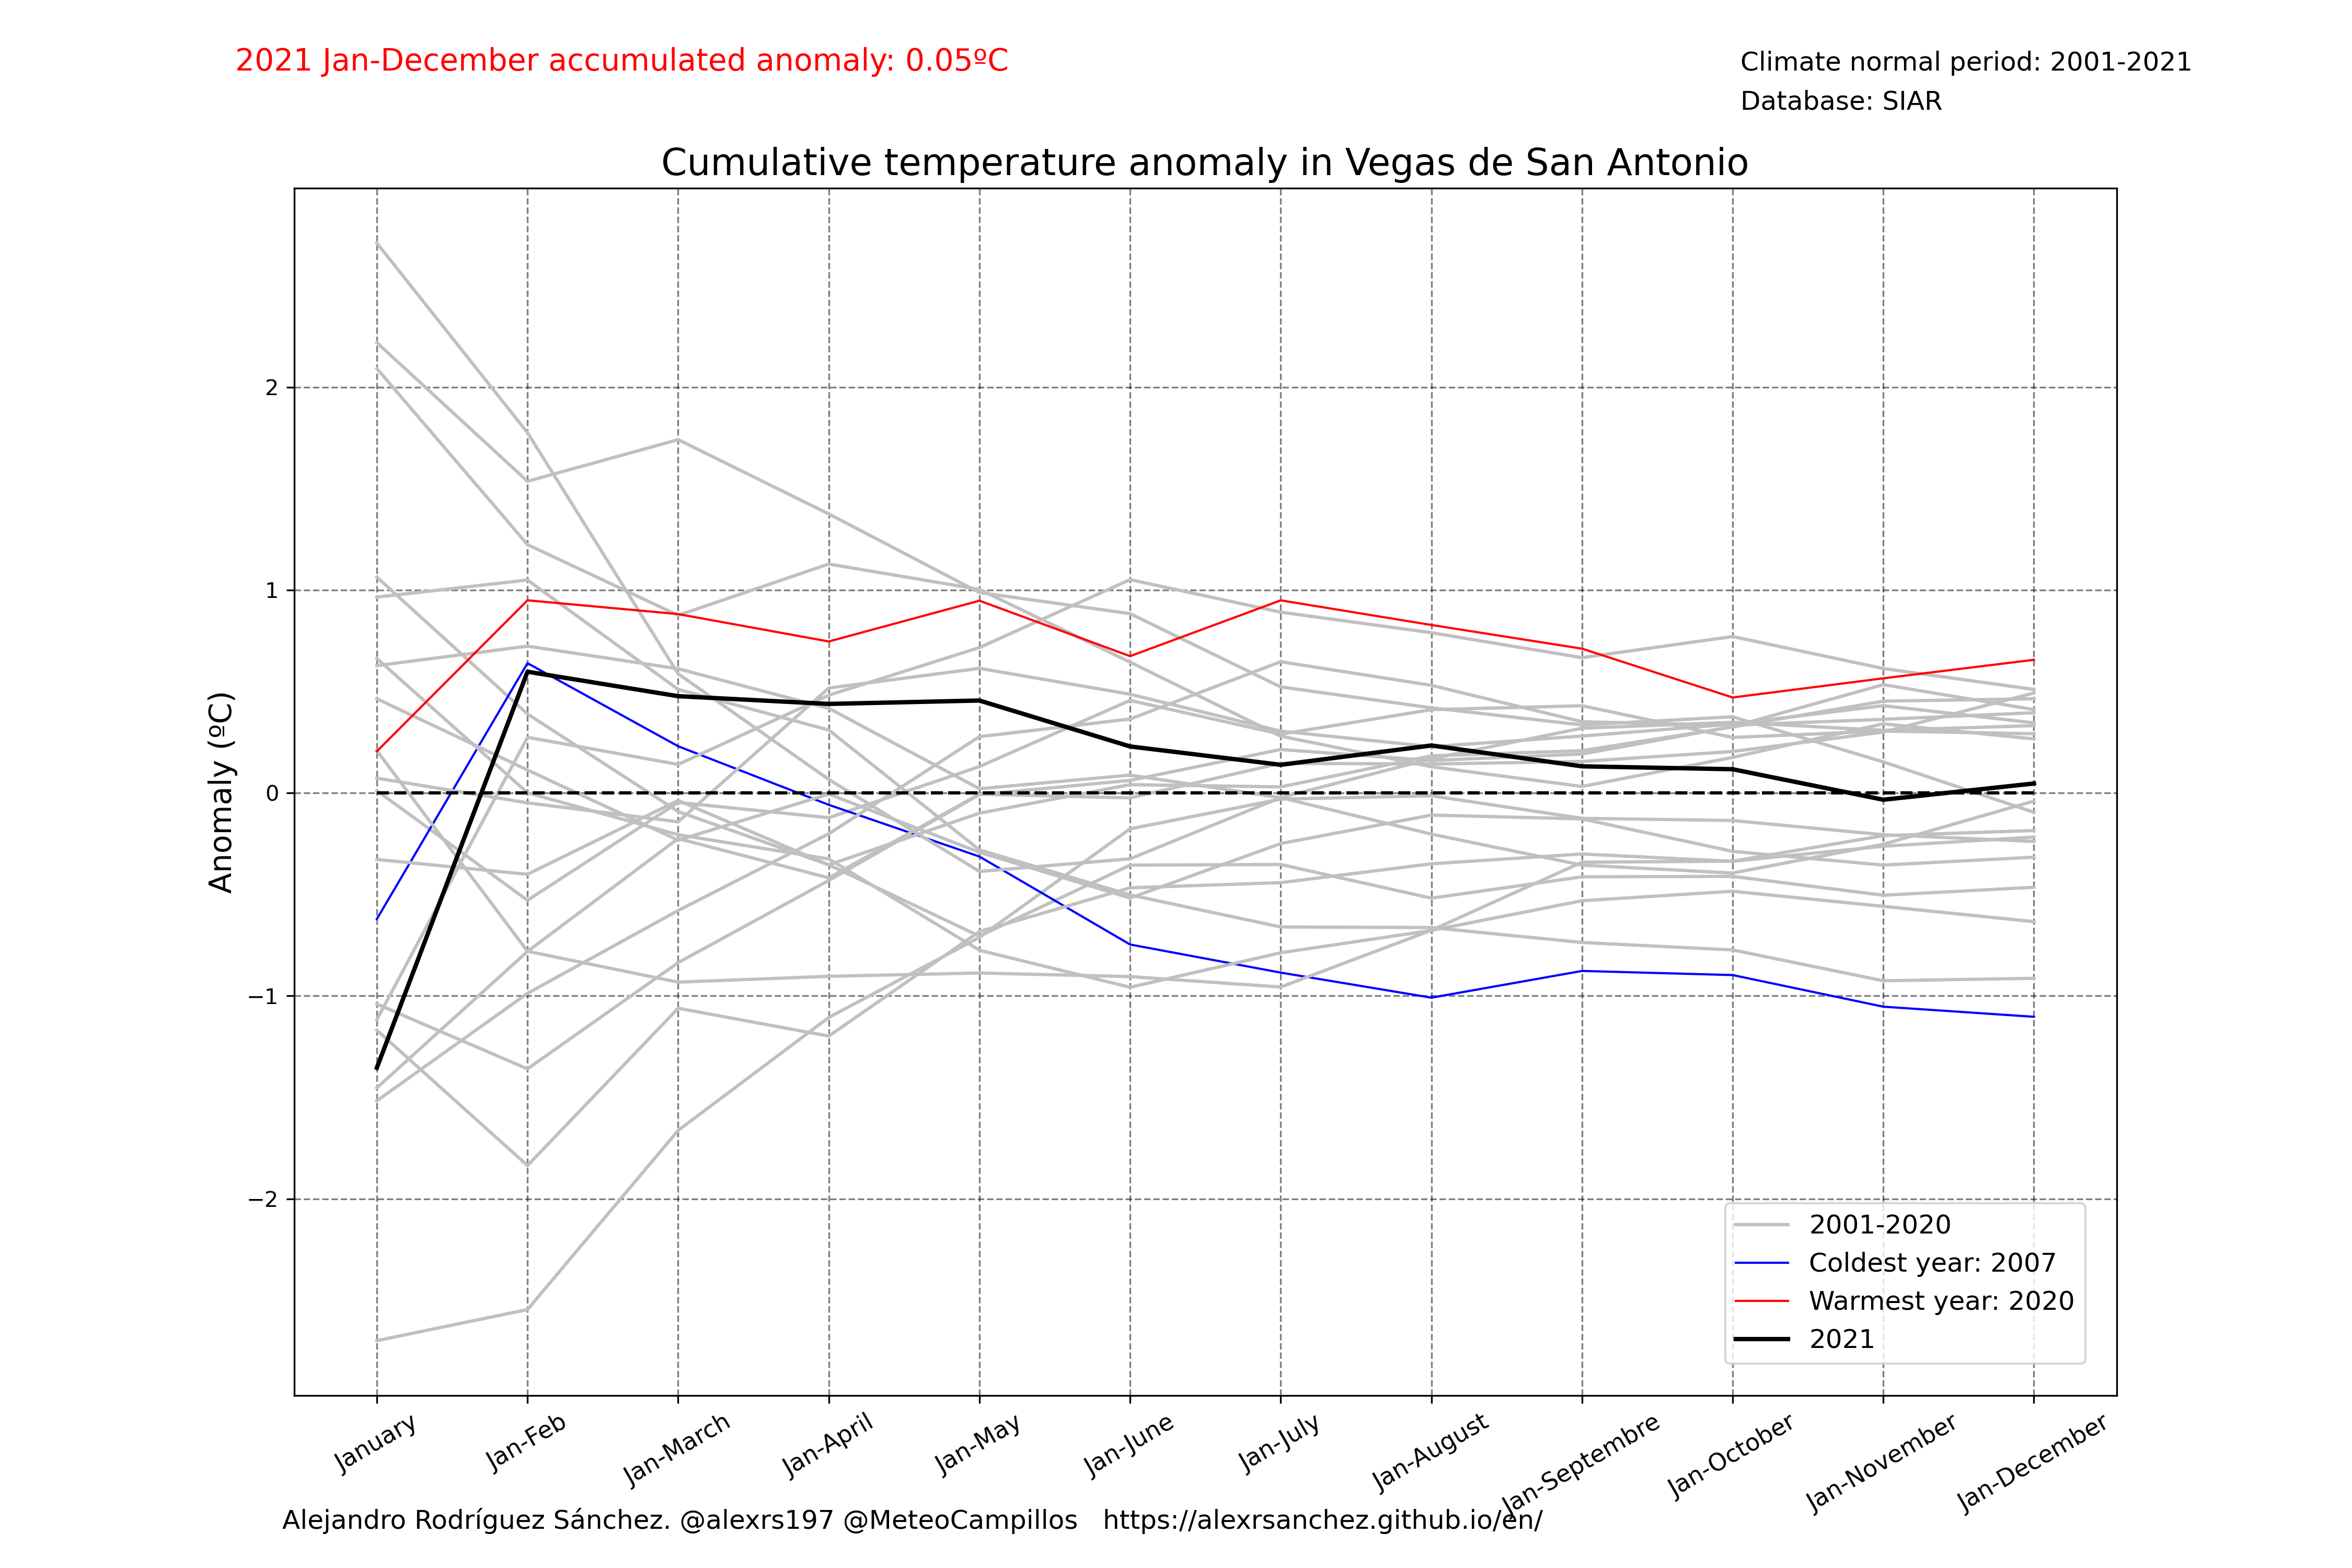 2021 Jan-December accumulated anomaly: 0.05ºC
Climate normal period: 2001-2021
Database: SIAR
Cumulative temperature anomaly in Vegas de San Antonio
Anomaly (ºC)
2
1
0
−1
−2
2001-2020
Coldest year: 2007
Warmest year: 2020
2021
January
Jan-Feb
Jan-March
Jan-April
Jan-May
Jan-June
Jan-July
Jan-August
Jan-Septembre
Jan-October
Jan-November
Jan-December
Alejandro Rodríguez Sánchez. @alexrs197 @MeteoCampillos   https://alexrsanchez.github.io/en/